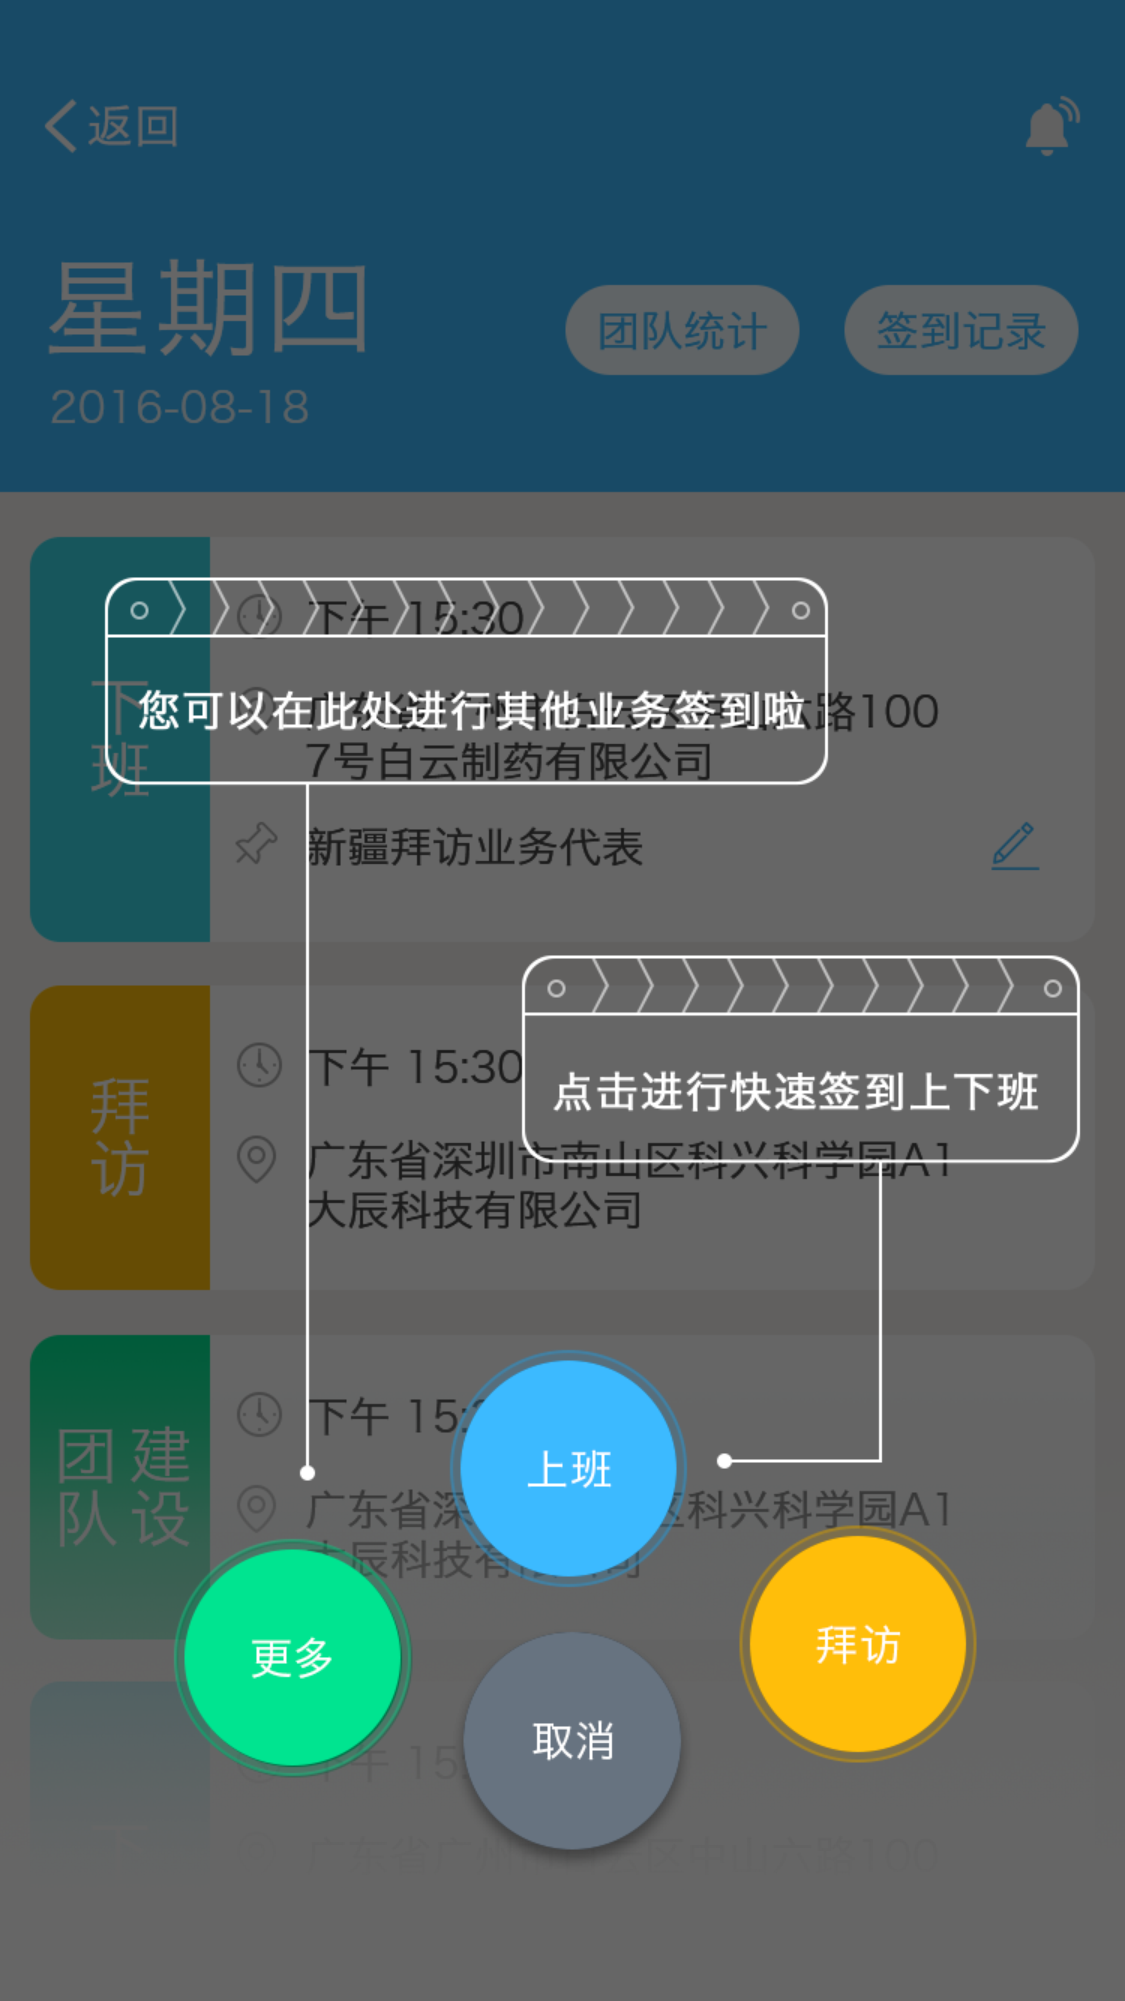 返回
星期四
2016-08-18
团队统计
签到记录
下班
下午 15:30
您可以在此处进行其他业务签到啦
路100
7号白云制药有限公司
新疆拜访业务代表
拜访
下午 15:30
点击进行快速签到上下班
广东省深圳市南山区科兴科学园A1
大辰科技有限公司
团队建设
下午 15:
广东省深
科兴科学园A1
辰科技有
上班
更多
拜访
取消
下午 15
广东省广州
区中山六路100